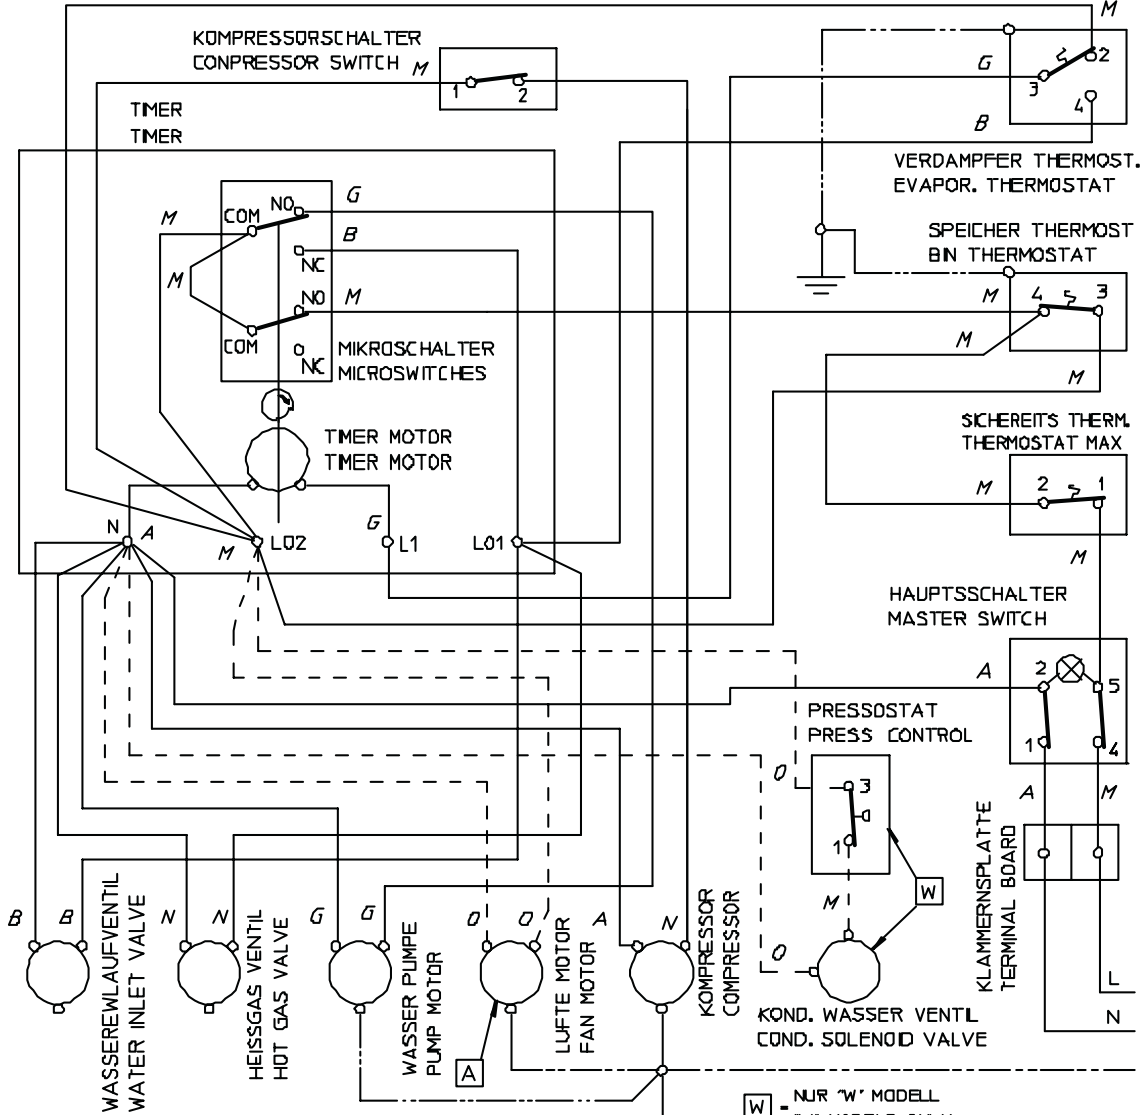 M
KOMPRESSORSCHALTER
CONPRESSOR SWITCH
M
1
2
G
3
2
4
B
TIMER
TIMER
VERDAMPFER THERMOST.
EVAPOR. THERMOSTAT
NO
G
COM
M
B
NC
M
SPEICHER THERMOST
BIN THERMOSTAT
NO
M
M
4
3
COM
NC
MIKROSCHALTER
MICROSWITCHES
M
M
TIMER MOTOR
TIMER MOTOR
SICHEREITS THERM.
THERMOSTAT MAX
M
2
1
N
A
M
LO2
G
L1
LO1
M
HAUPTSSCHALTER
MASTER SWITCH
A
2
5
1
4
PRESSOSTAT
PRESS CONTROL
O
3
1
A
M
KLAMMERNSPLATTE
TERMINAL BOARD
W
M
B
B
N
N
G
G
O
O
A
N
O
WASSEREWLAUFVENTIL
WATER INLET VALVE
HEISSGAS VENTIL
HOT GAS VALVE
WASSER PUMPE
PUMP MOTOR
LUFTE MOTOR
FAN MOTOR
KOMPRESSOR
COMPRESSOR
L
N
KOND. WASSER VENTIL
COND. SOLENOID VALVE
A
W - NUR "W" MODELL